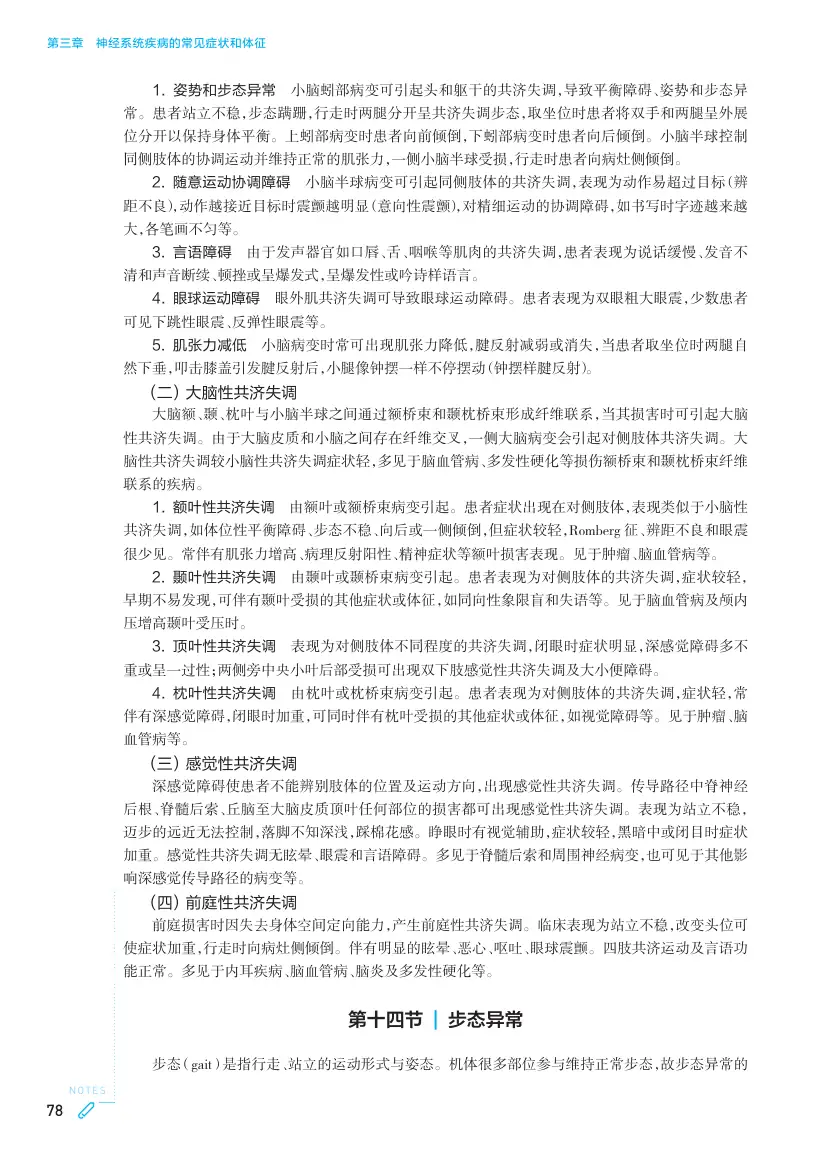 第三章 神经系统疾病的常见症状和体征
1. 姿势和步态异常 小脑蚓部病变可引起头和躯干的共济失调,导致平衡障碍、姿势和步态异
常。患者站立不稳,步态蹒跚,行走时两腿分开呈共济失调步态,取坐位时患者将双手和两腿呈外展
位分开以保持身体平衡。上蚓部病变时患者向前倾倒,下蚓部病变时患者向后倾倒。小脑半球控制
同侧肢体的协调运动并维持正常的肌张力,一侧小脑半球受损,行走时患者向病灶侧倾倒。
2. 随意运动协调障碍 小脑半球病变可引起同侧肢体的共济失调,表现为动作易超过目标(辨
距不良),动作越接近目标时震颤越明显(意向性震颤),对精细运动的协调障碍,如书写时字迹越来越
大,各笔画不匀等。
3. 言语障碍 由于发声器官如口唇、舌、咽喉等肌肉的共济失调,患者表现为说话缓慢、发音不
清和声音断续、顿挫或呈爆发式,呈爆发性或吟诗样语言。
4. 眼球运动障碍 眼外肌共济失调可导致眼球运动障碍。患者表现为双眼粗大眼震,少数患者
可见下跳性眼震、反弹性眼震等。
5. 肌张力减低 小脑病变时常可出现肌张力降低,腱反射减弱或消失,当患者取坐位时两腿自
然下垂,叩击膝盖引发腱反射后,小腿像钟摆一样不停摆动(钟摆样腱反射)。
(二) 大脑性共济失调
大脑额、颞、枕叶与小脑半球之间通过额桥束和颞枕桥束形成纤维联系,当其损害时可引起大脑
性共济失调。由于大脑皮质和小脑之间存在纤维交叉,一侧大脑病变会引起对侧肢体共济失调。大
脑性共济失调较小脑性共济失调症状轻,多见于脑血管病、多发性硬化等损伤额桥束和颞枕桥束纤维
联系的疾病。
1. 额叶性共济失调 由额叶或额桥束病变引起。患者症状出现在对侧肢体,表现类似于小脑性
共济失调,如体位性平衡障碍、步态不稳、向后或一侧倾倒,但症状较轻,Romberg 征、辨距不良和眼震
很少见。常伴有肌张力增高、病理反射阳性、精神症状等额叶损害表现。见于肿瘤、脑血管病等。
2. 颞叶性共济失调 由颞叶或颞桥束病变引起。患者表现为对侧肢体的共济失调,症状较轻,
早期不易发现,可伴有颞叶受损的其他症状或体征,如同向性象限盲和失语等。见于脑血管病及颅内
压增高颞叶受压时。
3. 顶叶性共济失调 表现为对侧肢体不同程度的共济失调,闭眼时症状明显,深感觉障碍多不
重或呈一过性;两侧旁中央小叶后部受损可出现双下肢感觉性共济失调及大小便障碍。
4. 枕叶性共济失调 由枕叶或枕桥束病变引起。患者表现为对侧肢体的共济失调,症状轻,常
伴有深感觉障碍,闭眼时加重,可同时伴有枕叶受损的其他症状或体征,如视觉障碍等。见于肿瘤、脑
血管病等。
(三) 感觉性共济失调
深感觉障碍使患者不能辨别肢体的位置及运动方向,出现感觉性共济失调。传导路径中脊神经
后根、脊髓后索、丘脑至大脑皮质顶叶任何部位的损害都可出现感觉性共济失调。表现为站立不稳,
迈步的远近无法控制,落脚不知深浅,踩棉花感。睁眼时有视觉辅助,症状较轻,黑暗中或闭目时症状
加重。感觉性共济失调无眩晕、眼震和言语障碍。多见于脊髓后索和周围神经病变,也可见于其他影
响深感觉传导路径的病变等。
(四) 前庭性共济失调
前庭损害时因失去身体空间定向能力,产生前庭性共济失调。临床表现为站立不稳,改变头位可
使症状加重,行走时向病灶侧倾倒。伴有明显的眩晕、恶心、呕吐、眼球震颤。四肢共济运动及言语功
能正常。多见于内耳疾病、脑血管病、脑炎及多发性硬化等。
第十四节 | 步态异常
步态(gait)是指行走、站立的运动形式与姿态。机体很多部位参与维持正常步态,故步态异常的
NOTES
78